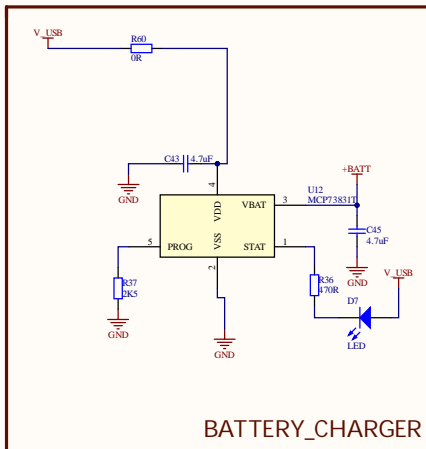 V_USB
R60
0R
C43 4.7uF
GND
+BATT
4
VDD
VBAT
3
U12
MCP73831T
5
PROG
VSS
STAT
1
2
C45
4.7uF
GND
R37
2K5
GND
R36
470R
V_USB
D7
LED
GND
BATTERY_CHARGER